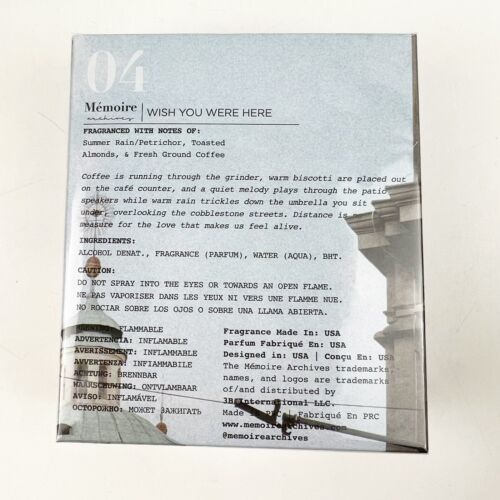 04
Mémoire
archives
WISH YOU WERE HERE
FRAGRANCED WITH NOTES OF:
Summer Rain/Petrichor, Toasted
Almonds, & Fresh Ground Coffee
Coffee is running through the grinder, warm biscotti are placed out
on the café counter, and a quiet melody plays through the patio
speakers while warm rain trickles down the umbrella you sit
under, overlooking the cobblestone streets. Distance is
measure for the love that makes us feel alive.
INGREDIENTS:
ALCOHOL DENAT., FRAGRANCE (PARFUM), WATER (AQUA), BHT.
CAUTION:
DO NOT SPRAY INTO THE EYES OR TOWARDS AN OPEN FLAME.
NE PAS VAPORISER DANS LES YEUX NI VERS UNE FLAMME NUE.
NO ROCIAR SOBRE LOS OJOS O SOBRE UNA LLAMA ABIERTA.
WARNING: FLAMMABLE
ADVERTENCIA: INFLAMABLE
AVERISSEMENT: INFLAMMABLE
AVVERTENZA: INFIAMMABILE
ACHTUNG: BRENNBAR
WAARSCHUWING: ONTVLAMBAAR
AVISO: INFLAMÁVEL
ОСТОРОЖНО: МОЖЕТ ЗАЖИГАТЬ
Fragrance Made In: USA
Parfum Fabriqué En: USA
Designed in: USA | Conçu En: USA
The Mémoire Archives trademarks,
names, and logos are trademarks
of/and distributed by
3B International LLC.
Made In PRC | Fabriqué En PRC
www.memoirearchives.com
@memoirearchives